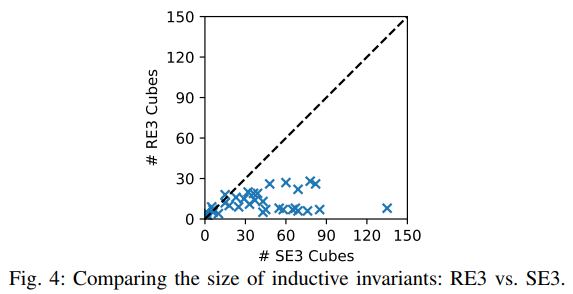 150
120
90
60
30
0
# RE3 Cubes
0 30 60 90 120 150
# SE3 Cubes
Fig. 4: Comparing the size of inductive invariants: RE3 vs. SE3.